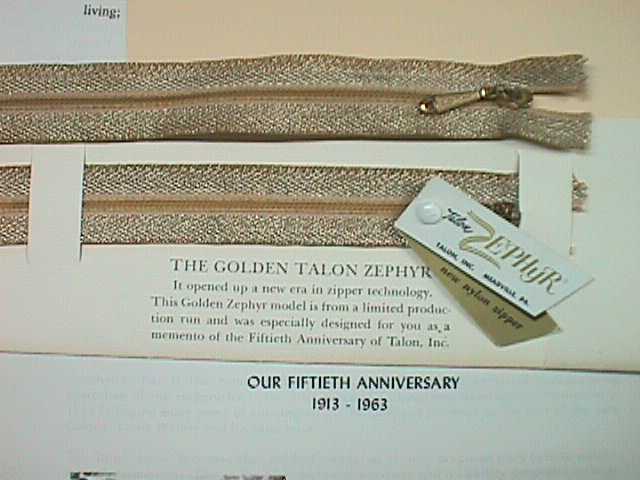 living;
Talon
ZEPHYR®
TALON, INC. MEADVILLE, PA.
new nylon zipper
THE GOLDEN TALON ZEPHYR
It opened up a new era in zipper technology.
This Golden Zephyr model is from a limited produc-
tion run and was especially designed for you as a
memento of the Fiftieth Anniversary of Talon, Inc.
OUR FIFTIETH ANNIVERSARY
1913 - 1963